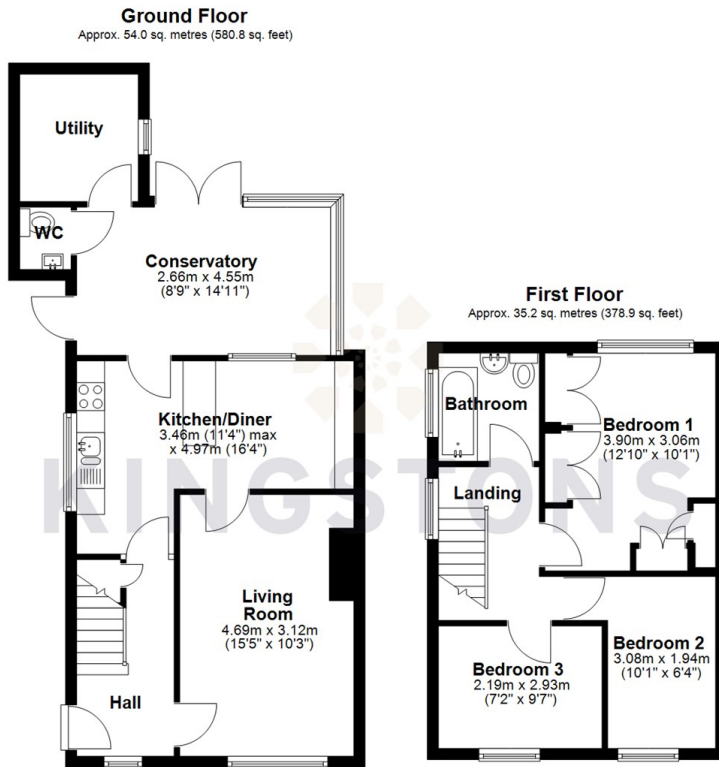 Ground Floor
Approx. 54.0 sq. metres (580.8 sq. feet)
Utility
WC
Conservatory
2.66m x 4.55m
(8'9" x 14'11")
Kitchen/Diner
3.46m (11'4") max
x 4.97m (16'4")
Living
Room
4.69m x 3.12m
(15'5" x 10'3")
Hall
First Floor
Approx. 35.2 sq. metres (378.9 sq. feet)
Bathroom
Bedroom 1
3.90m x 3.06m
(12'10" x 10'1")
Landing
Bedroom 2
3.08m x 1.94m
(10'1" x 6'4")
Bedroom 3
2.19m x 2.93m
(7'2" x 9'7")
KINGSTONS